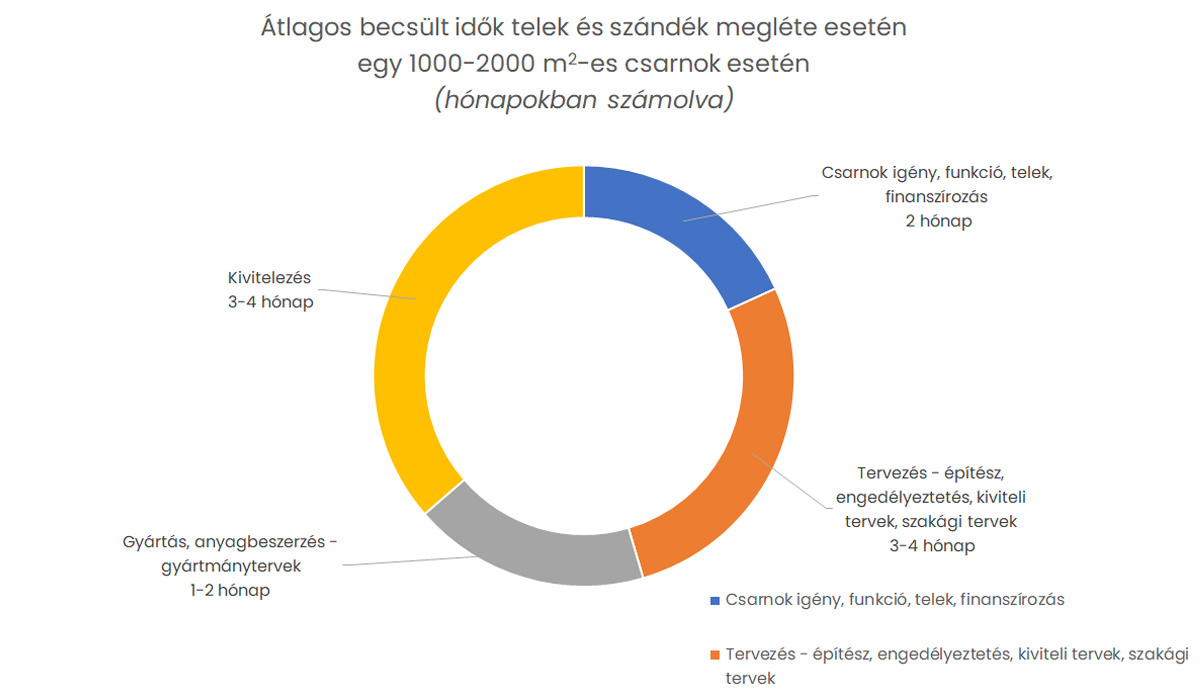 Átlagos becsült idők telek és szándék megléte esetén
egy 1000-2000 m²-es csarnok esetén
(hónapokban számolva)
Csarnok igény, funkció, telek,
finanszírozás
2 hónap
Kivitelezés
3-4 hónap
Tervezés - építész,
engedélyeztetés, kiviteli
tervek, szakági tervek
3-4 hónap
Gyártás, anyagbeszerzés -
gyártmánytervek
1-2 hónap
Csarnok igény, funkció, telek, finanszírozás
Tervezés - építész, engedélyeztetés, kiviteli tervek, szakági
tervek